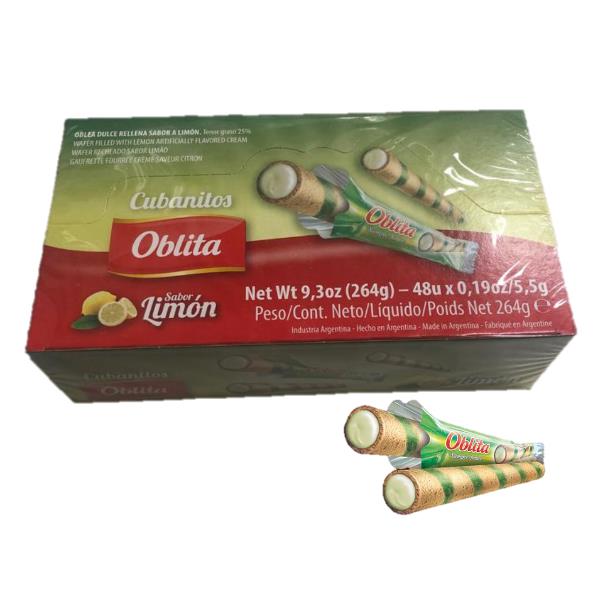 OBLEA DULCE RELLENA SABOR A LIMÓN. Tenor graso 25%
WAFER FILLED WITH LEMON ARTIFICIALLY FLAVORED CREAM
WAFER RECHEADO SABOR LIMÃO
GAUFRETTE FOURRÉE CRÈME SAVEUR CITRON
Cubanitos
Oblita
Sabor
Limón
Oblita
Net Wt 9,3oz (264g) – 48u x 0,19oz/5,5g
Peso/Cont. Neto/Líquido/Poids Net 264g ℮
Industria Argentina - Hecho en Argentina - Made in Argentina - Fabriqué en Argentine
Cubanitos
Oblita
Limón
Oblita